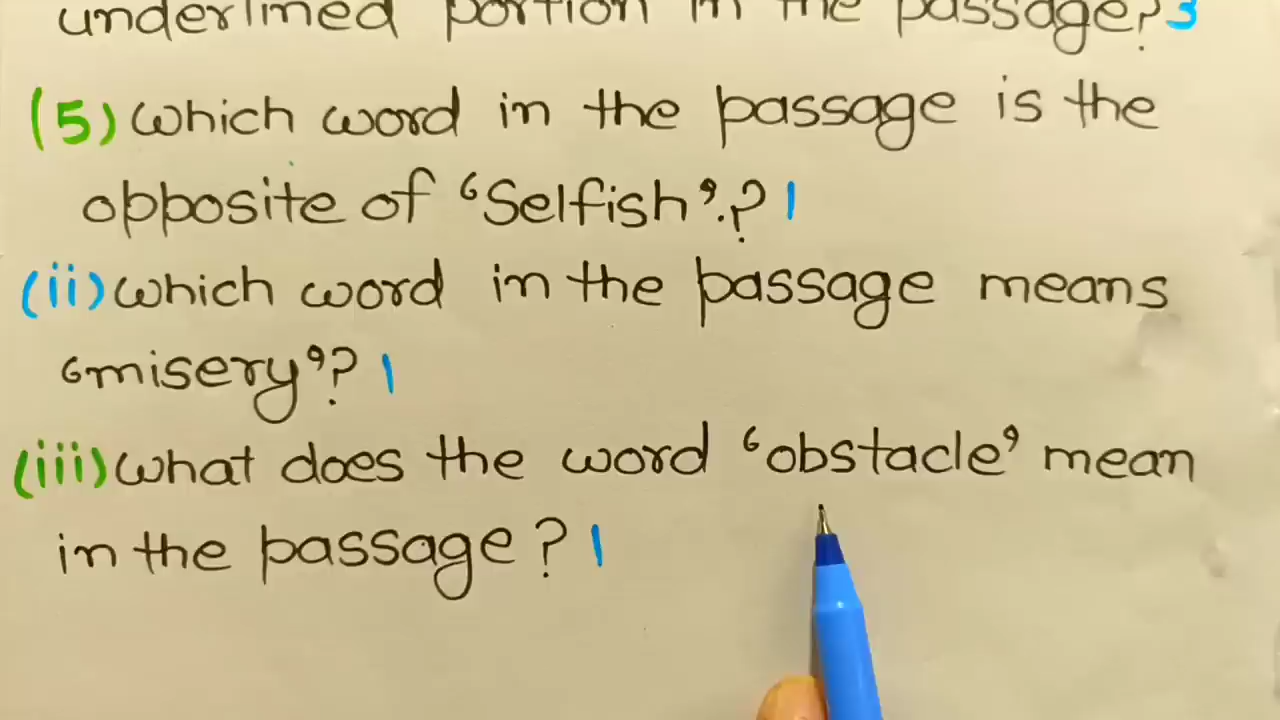 underlined portion in the passage? 3
(5) which word in the passage is the
opposite of 'Selfish'.? 1
(ii) which word in the passage means
'misery'? 1
(iii) what does the word 'obstacle' mean
in the passage? 1